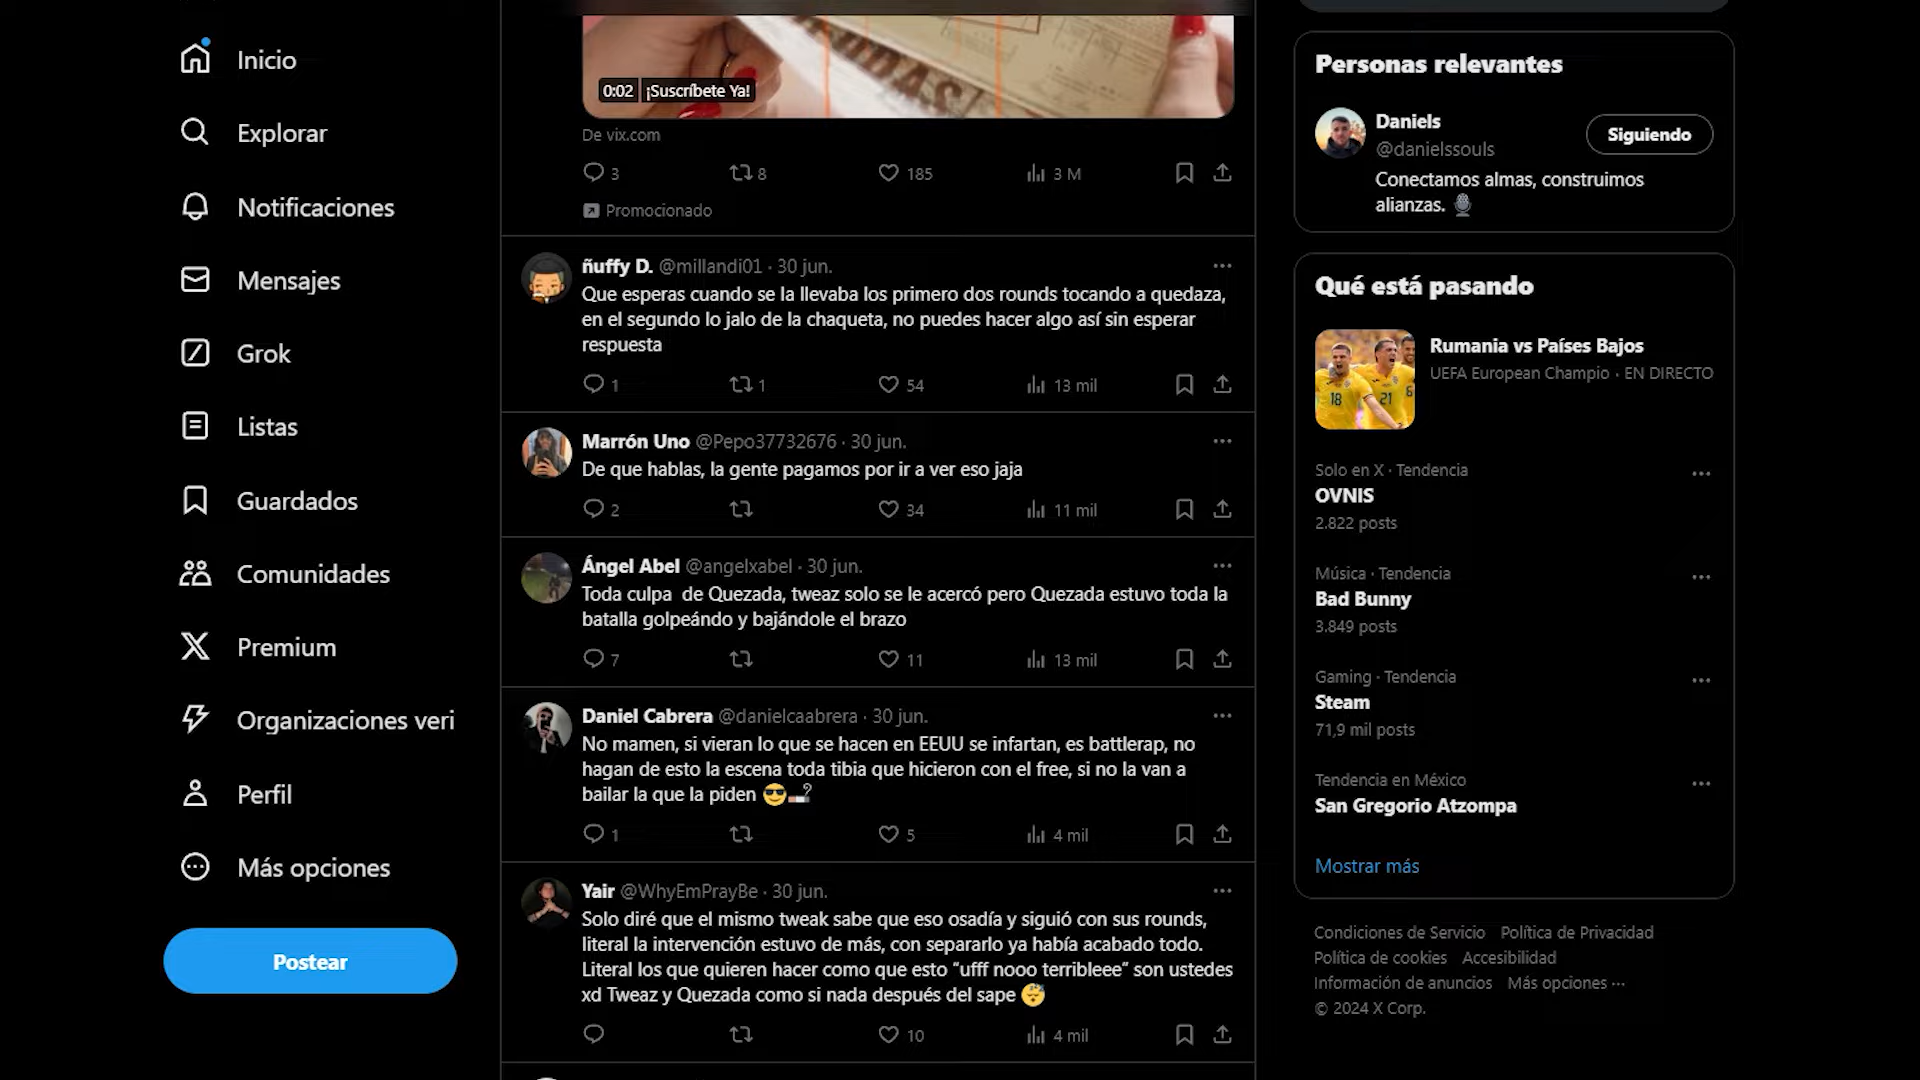 Inicio
Explorar
Notificaciones
Mensajes
Grok
Listas
Guardados
Comunidades
Premium
Organizaciones veri
Perfil
Más opciones
Postear
0:02 ¡Suscríbete Ya!
De vix.com
3 8 185 3 M
Promocionado
ñuffy D. @millandi01 · 30 jun.
Que esperas cuando se la llevaba los primero dos rounds tocando a quedaza,
en el segundo lo jalo de la chaqueta, no puedes hacer algo así sin esperar
respuesta
1 1 54 13 mil
Marrón Uno @Pepo37732676 · 30 jun.
De que hablas, la gente pagamos por ir a ver eso jaja
2 34 11 mil
Ángel Abel @angelxabel · 30 jun.
Toda culpa  de Quezada, tweaz solo se le acercó pero Quezada estuvo toda la
batalla golpeándo y bajándole el brazo
7 11 13 mil
Daniel Cabrera @danielcaabrera · 30 jun.
No mamen, si vieran lo que se hacen en EEUU se infartan, es battlerap, no
hagan de esto la escena toda tibia que hicieron con el free, si no la van a
bailar la que la piden 😎🚬
1 5 4 mil
Yair @WhyEmPrayBe · 30 jun.
Solo diré que el mismo tweak sabe que eso osadía y siguió con sus rounds,
literal la intervención estuvo de más, con separarlo ya había acabado todo.
Literal los que quieren hacer como que esto “ufff nooo terribleee” son ustedes
xd Tweaz y Quezada como si nada después del sape 😴
10 4 mil
Personas relevantes
Daniels
@danielssouls
Siguiendo
Conectamos almas, construimos
alianzas. 🎙️
Qué está pasando
Rumania vs Países Bajos
UEFA European Champio · EN DIRECTO
18 21 6
Solo en X · Tendencia
OVNIS
2.822 posts
Música · Tendencia
Bad Bunny
3.849 posts
Gaming · Tendencia
Steam
71,9 mil posts
Tendencia en México
San Gregorio Atzompa
Mostrar más
Condiciones de Servicio Política de Privacidad
Política de cookies Accesibilidad
Información de anuncios Más opciones ···
© 2024 X Corp.